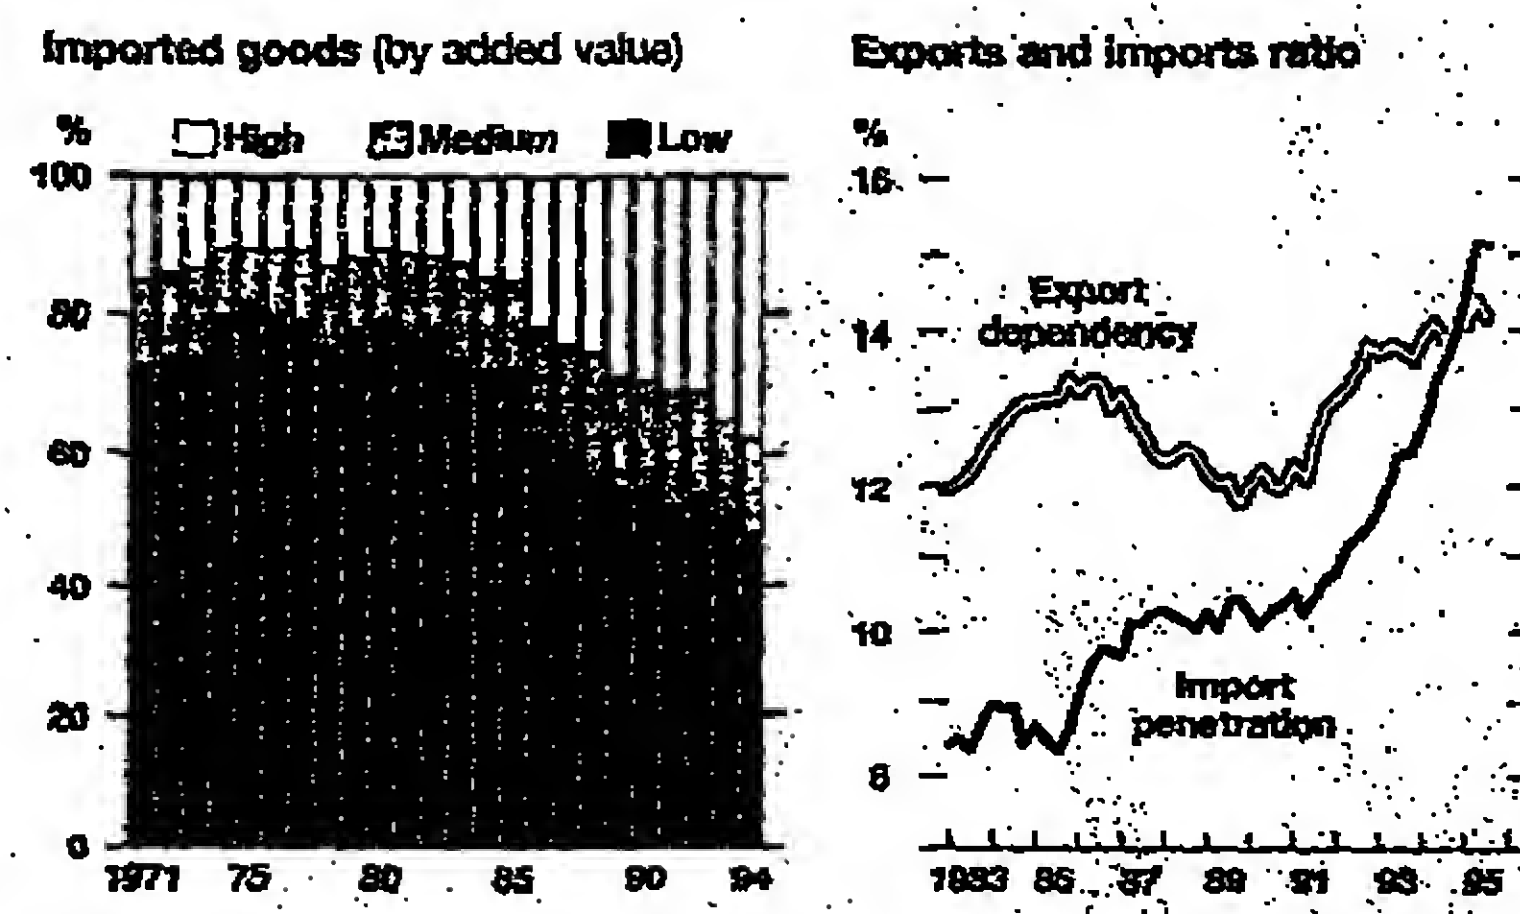 Imported goods (by added value)
%
High Medium Low
100
80
60
40
20
0
1971 75 80 85 90 94
Exports and imports ratio
%
16
14
12
10
8
Export
dependency
Import
penetration
1983 85 87 89 91 93 95